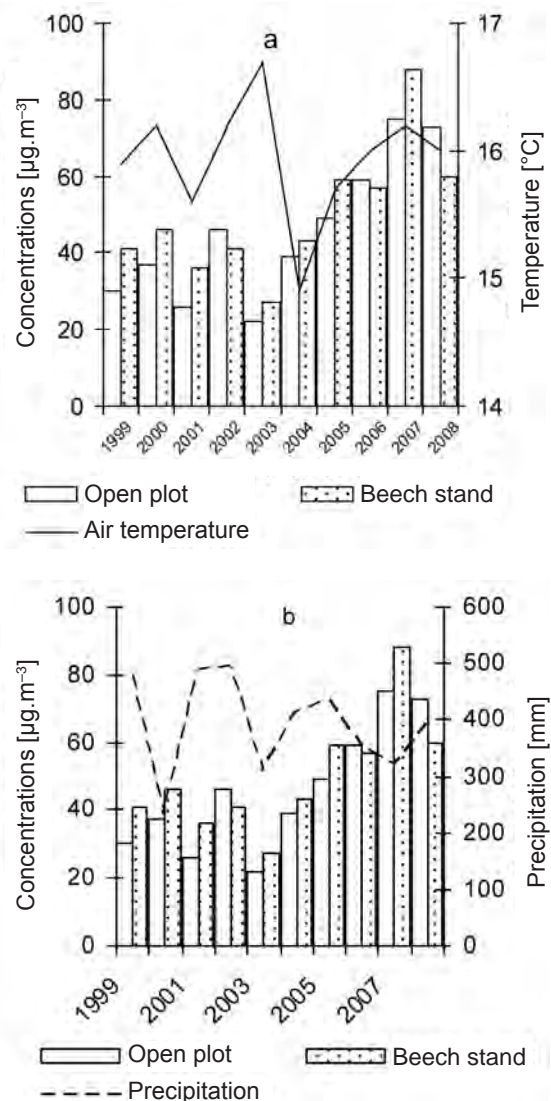 a
Concentrations [µg.m⁻³]
100
80
60
40
20
0
17
16
15
14
Temperature [°C]
1999 2000 2001 2002 2003 2004 2005 2006 2007 2008
Open plot Beech stand
Air temperature
b
Concentrations [µg.m⁻³]
100
80
60
40
20
0
600
500
400
300
200
100
0
Precipitation [mm]
1999 2001 2003 2005 2007
Open plot Beech stand
Precipitation